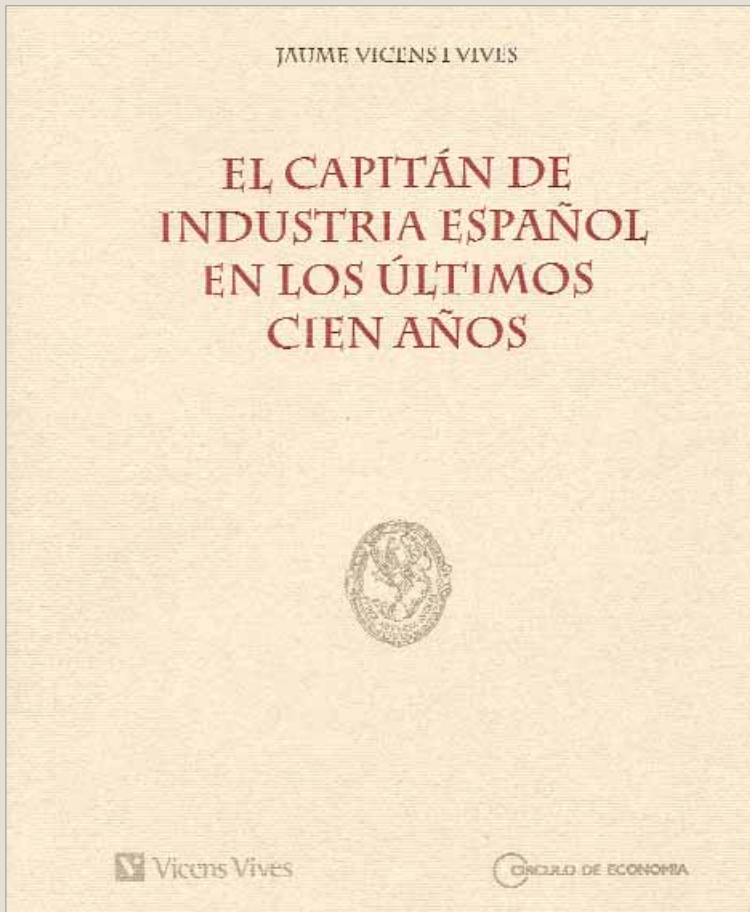 JAUME VICENS I VIVES
EL CAPITÁN DE
INDUSTRIA ESPAÑOL
EN LOS ÚLTIMOS
CIEN AÑOS
Vicens Vives
CÍRCULO DE ECONOMIA